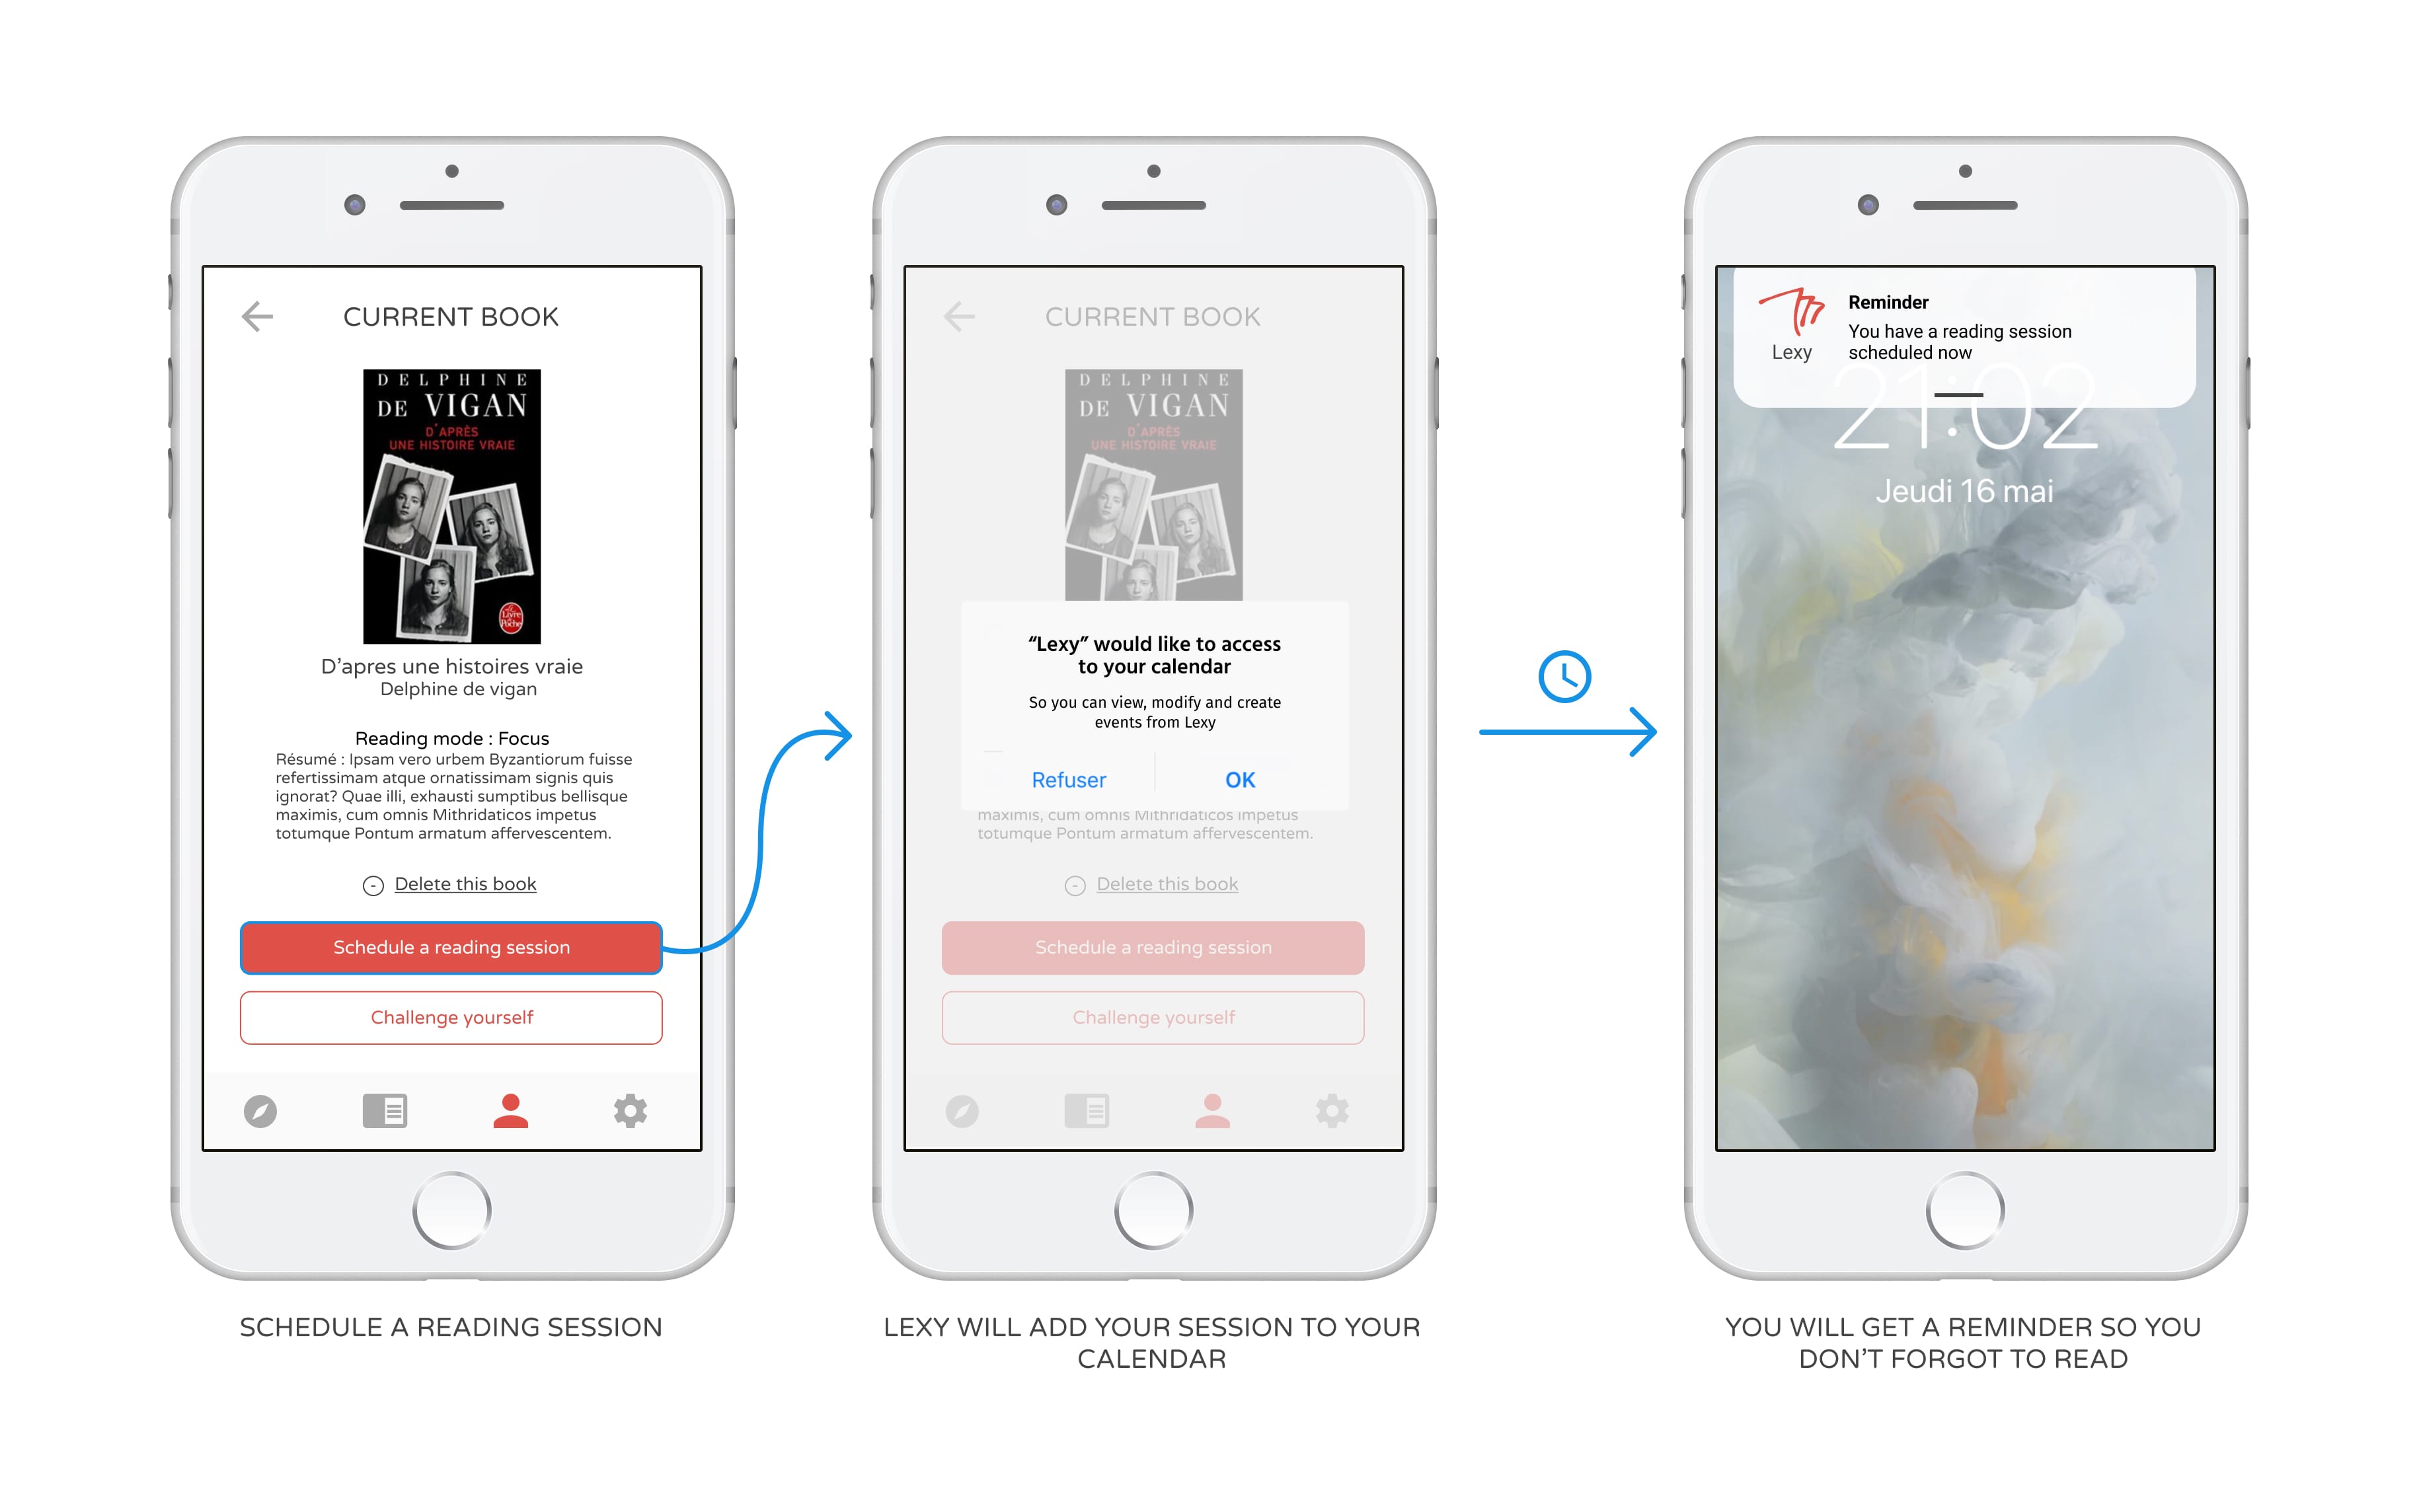 CURRENT BOOK
DELPHINE
DE VIGAN
D'APRÈS
UNE HISTOIRE VRAIE
Le
Livre
de
Poche
D'apres une histoires vraie
Delphine de vigan
Reading mode : Focus
Résumé : Ipsam vero urbem Byzantiorum fuisse
refertissimam atque ornatissimam signis quis
ignorat? Quae illi, exhausti sumptibus bellisque
maximis, cum omnis Mithridaticos impetus
totumque Pontum armatum affervescentem.
- Delete this book
Schedule a reading session
Challenge yourself
SCHEDULE A READING SESSION
CURRENT BOOK
DELPHINE
DE VIGAN
D'APRÈS
UNE HISTOIRE VRAIE
“Lexy” would like to access
to your calendar
So you can view, modify and create
events from Lexy
Refuser OK
maximis, cum omnis Mithridaticos impetus
totumque Pontum armatum affervescentem.
- Delete this book
Schedule a reading session
Challenge yourself
LEXY WILL ADD YOUR SESSION TO YOUR
CALENDAR
Reminder
You have a reading session
scheduled now
Lexy
21:02
Jeudi 16 mai
YOU WILL GET A REMINDER SO YOU
DON'T FORGOT TO READ